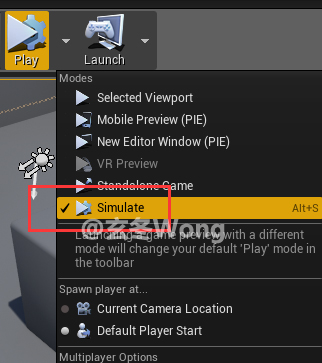 Play
Launch
Modes
Selected Viewport
Mobile Preview (PIE)
New Editor Window (PIE)
VR Preview
Standalone Game
Simulate Alt+S
Launching a game preview with a different
mode will change your default 'Play' mode in
the toolbar
@玄冬Wong
Spawn player at...
Current Camera Location
Default Player Start
Multiplayer Options